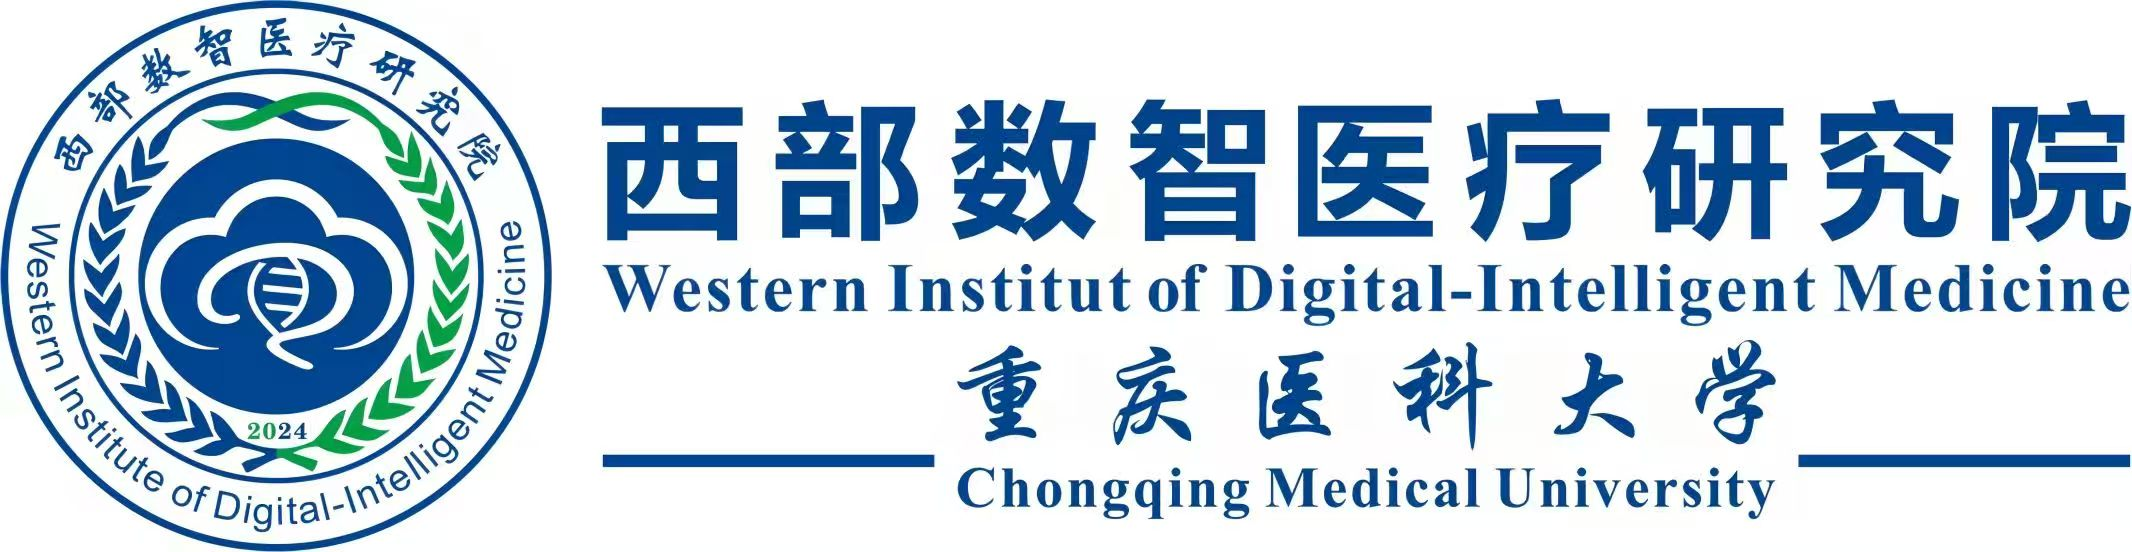 西部数智医疗研究院
Western Institute of Digital-Intelligent Medicine
2024
西部数智医疗研究院
Western Institut of Digital-Intelligent Medicine
重庆医科大学
Chongqing Medical University